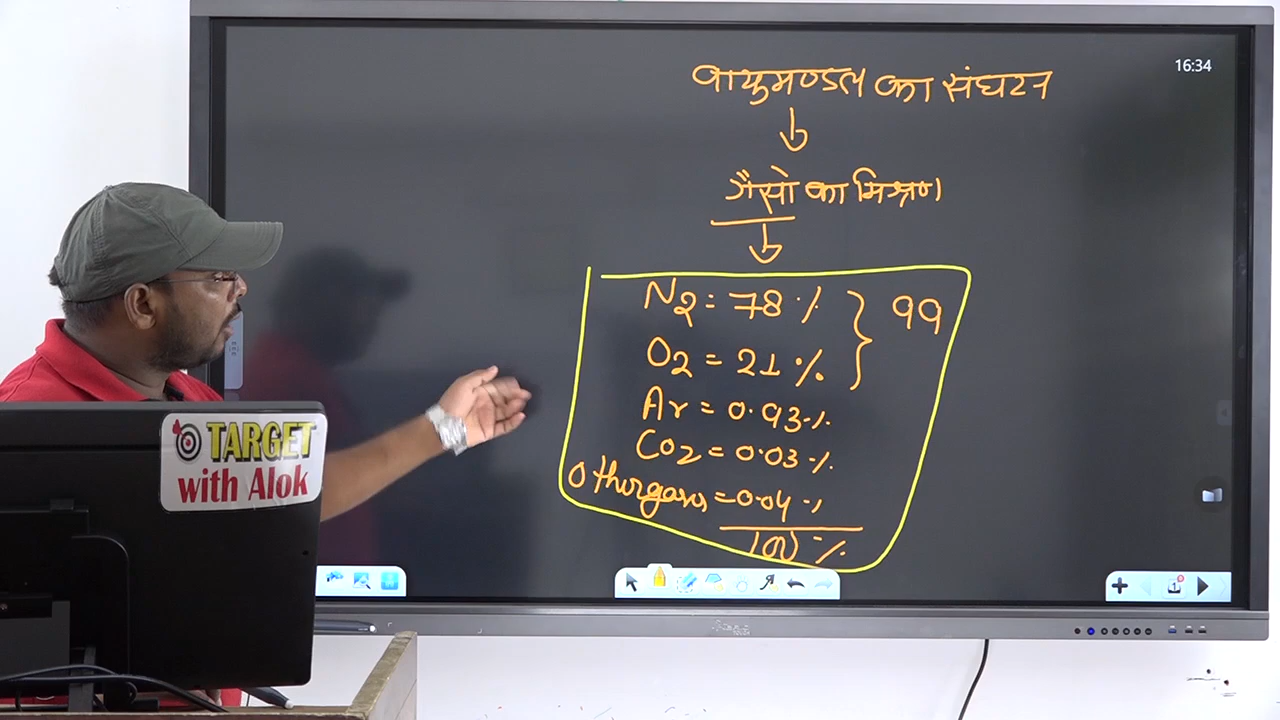 16:34
वायुमण्डल का संघटन
गैसो का मिश्रण
N2 = 78 %
O2 = 21 %
99
Ar = 0.93 %
CO2 = 0.03 %
Other gases = 0.04 %
100 %
TARGET
with Alok